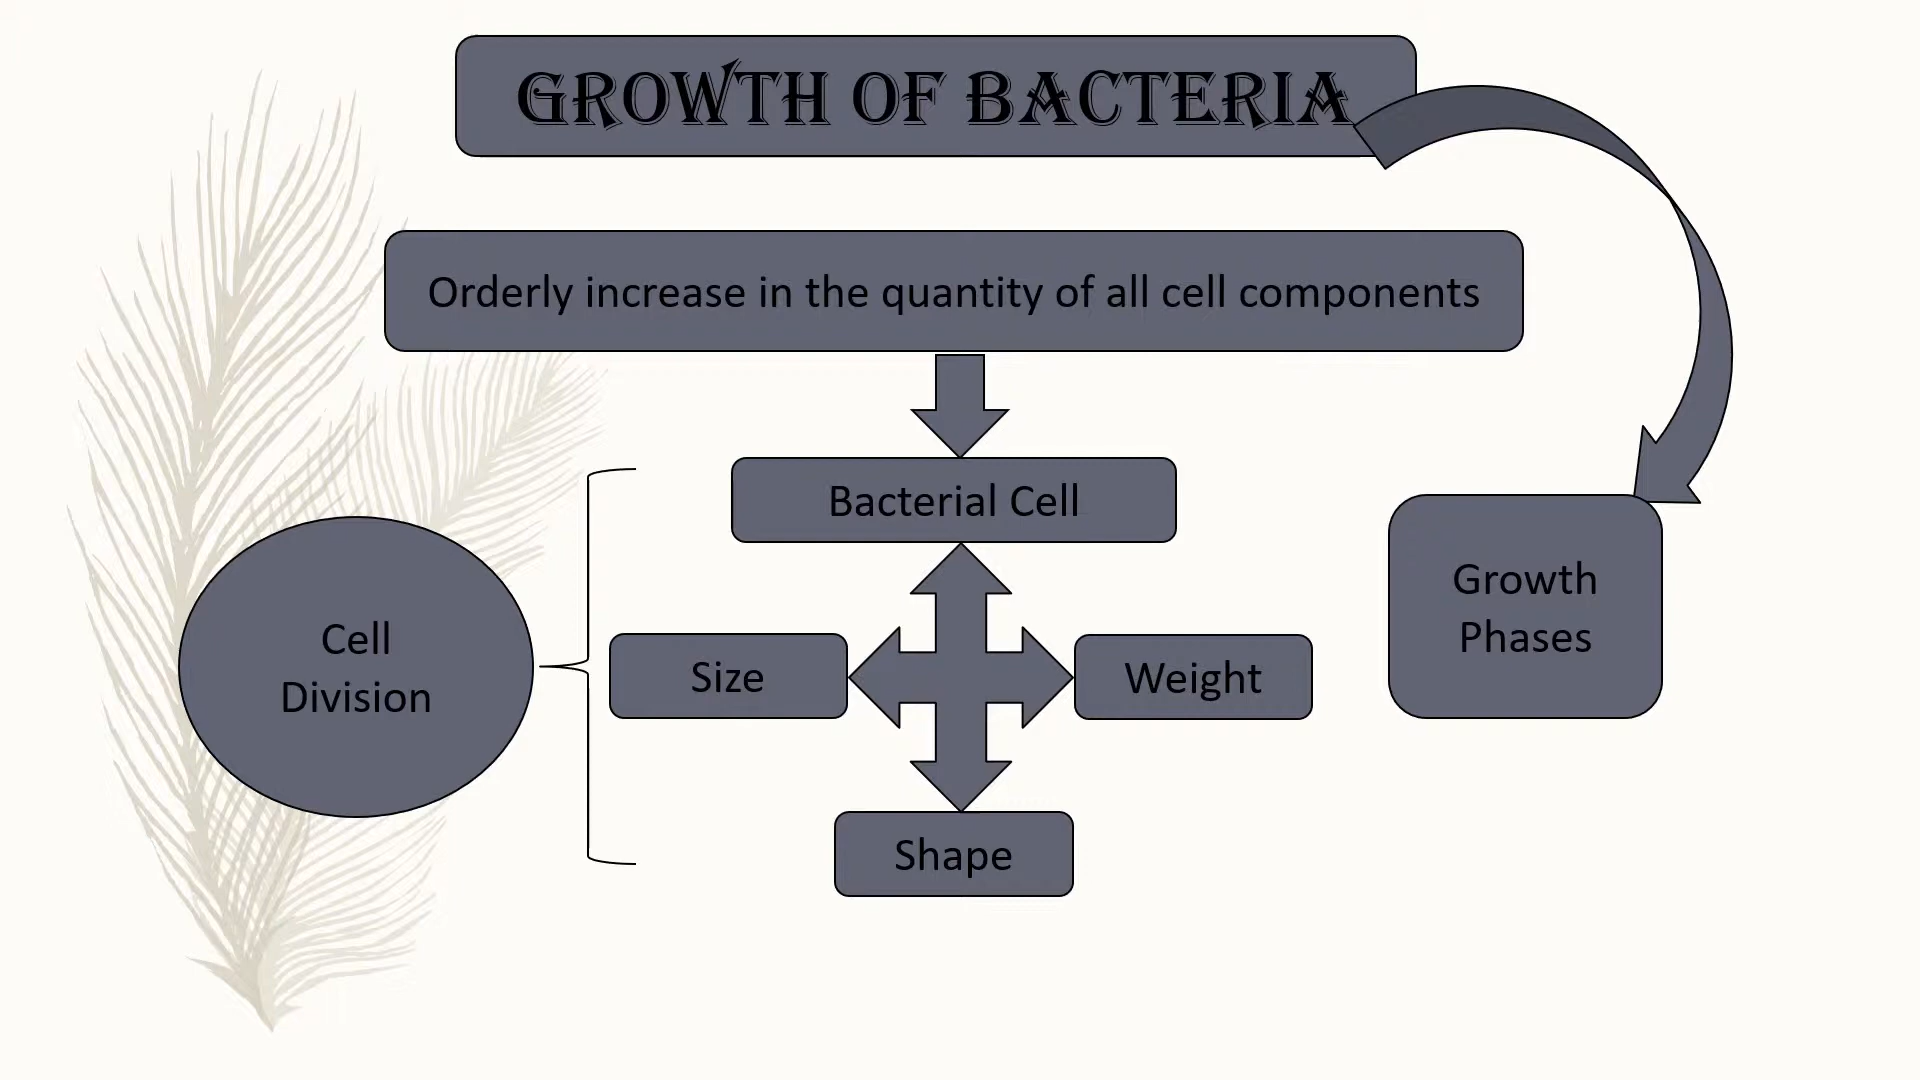 GROWTH OF BACTERIA
Orderly increase in the quantity of all cell components
Bacterial Cell
Cell
Division
Size
Weight
Growth
Phases
Shape